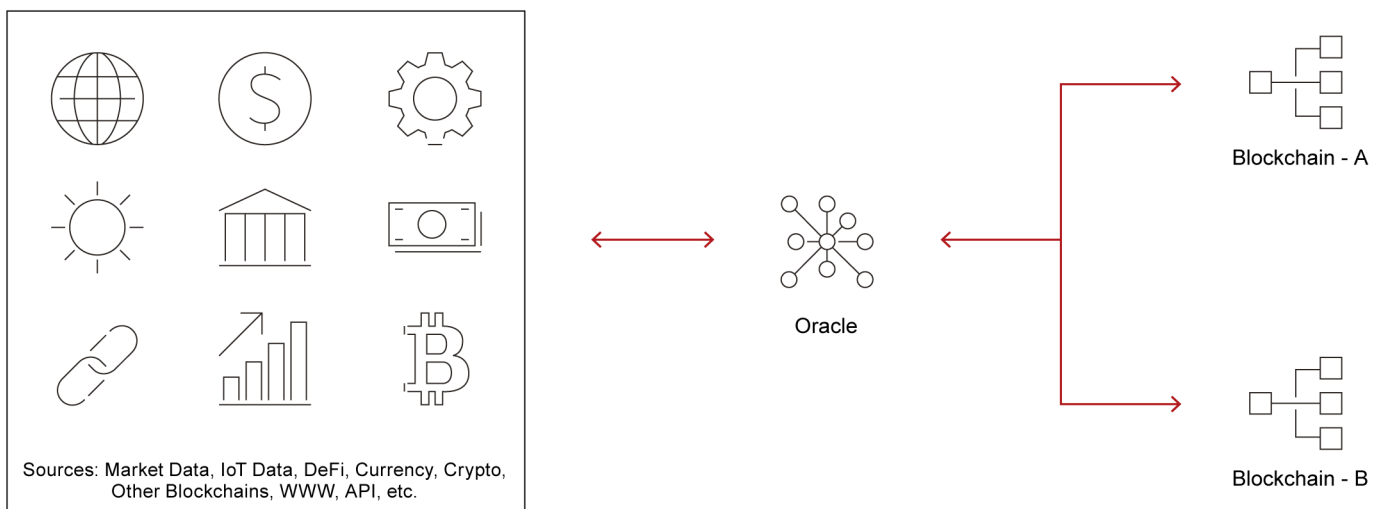 Sources: Market Data, IoT Data, DeFi, Currency, Crypto,
Other Blockchains, WWW, API, etc.
Oracle
Blockchain - A
Blockchain - B